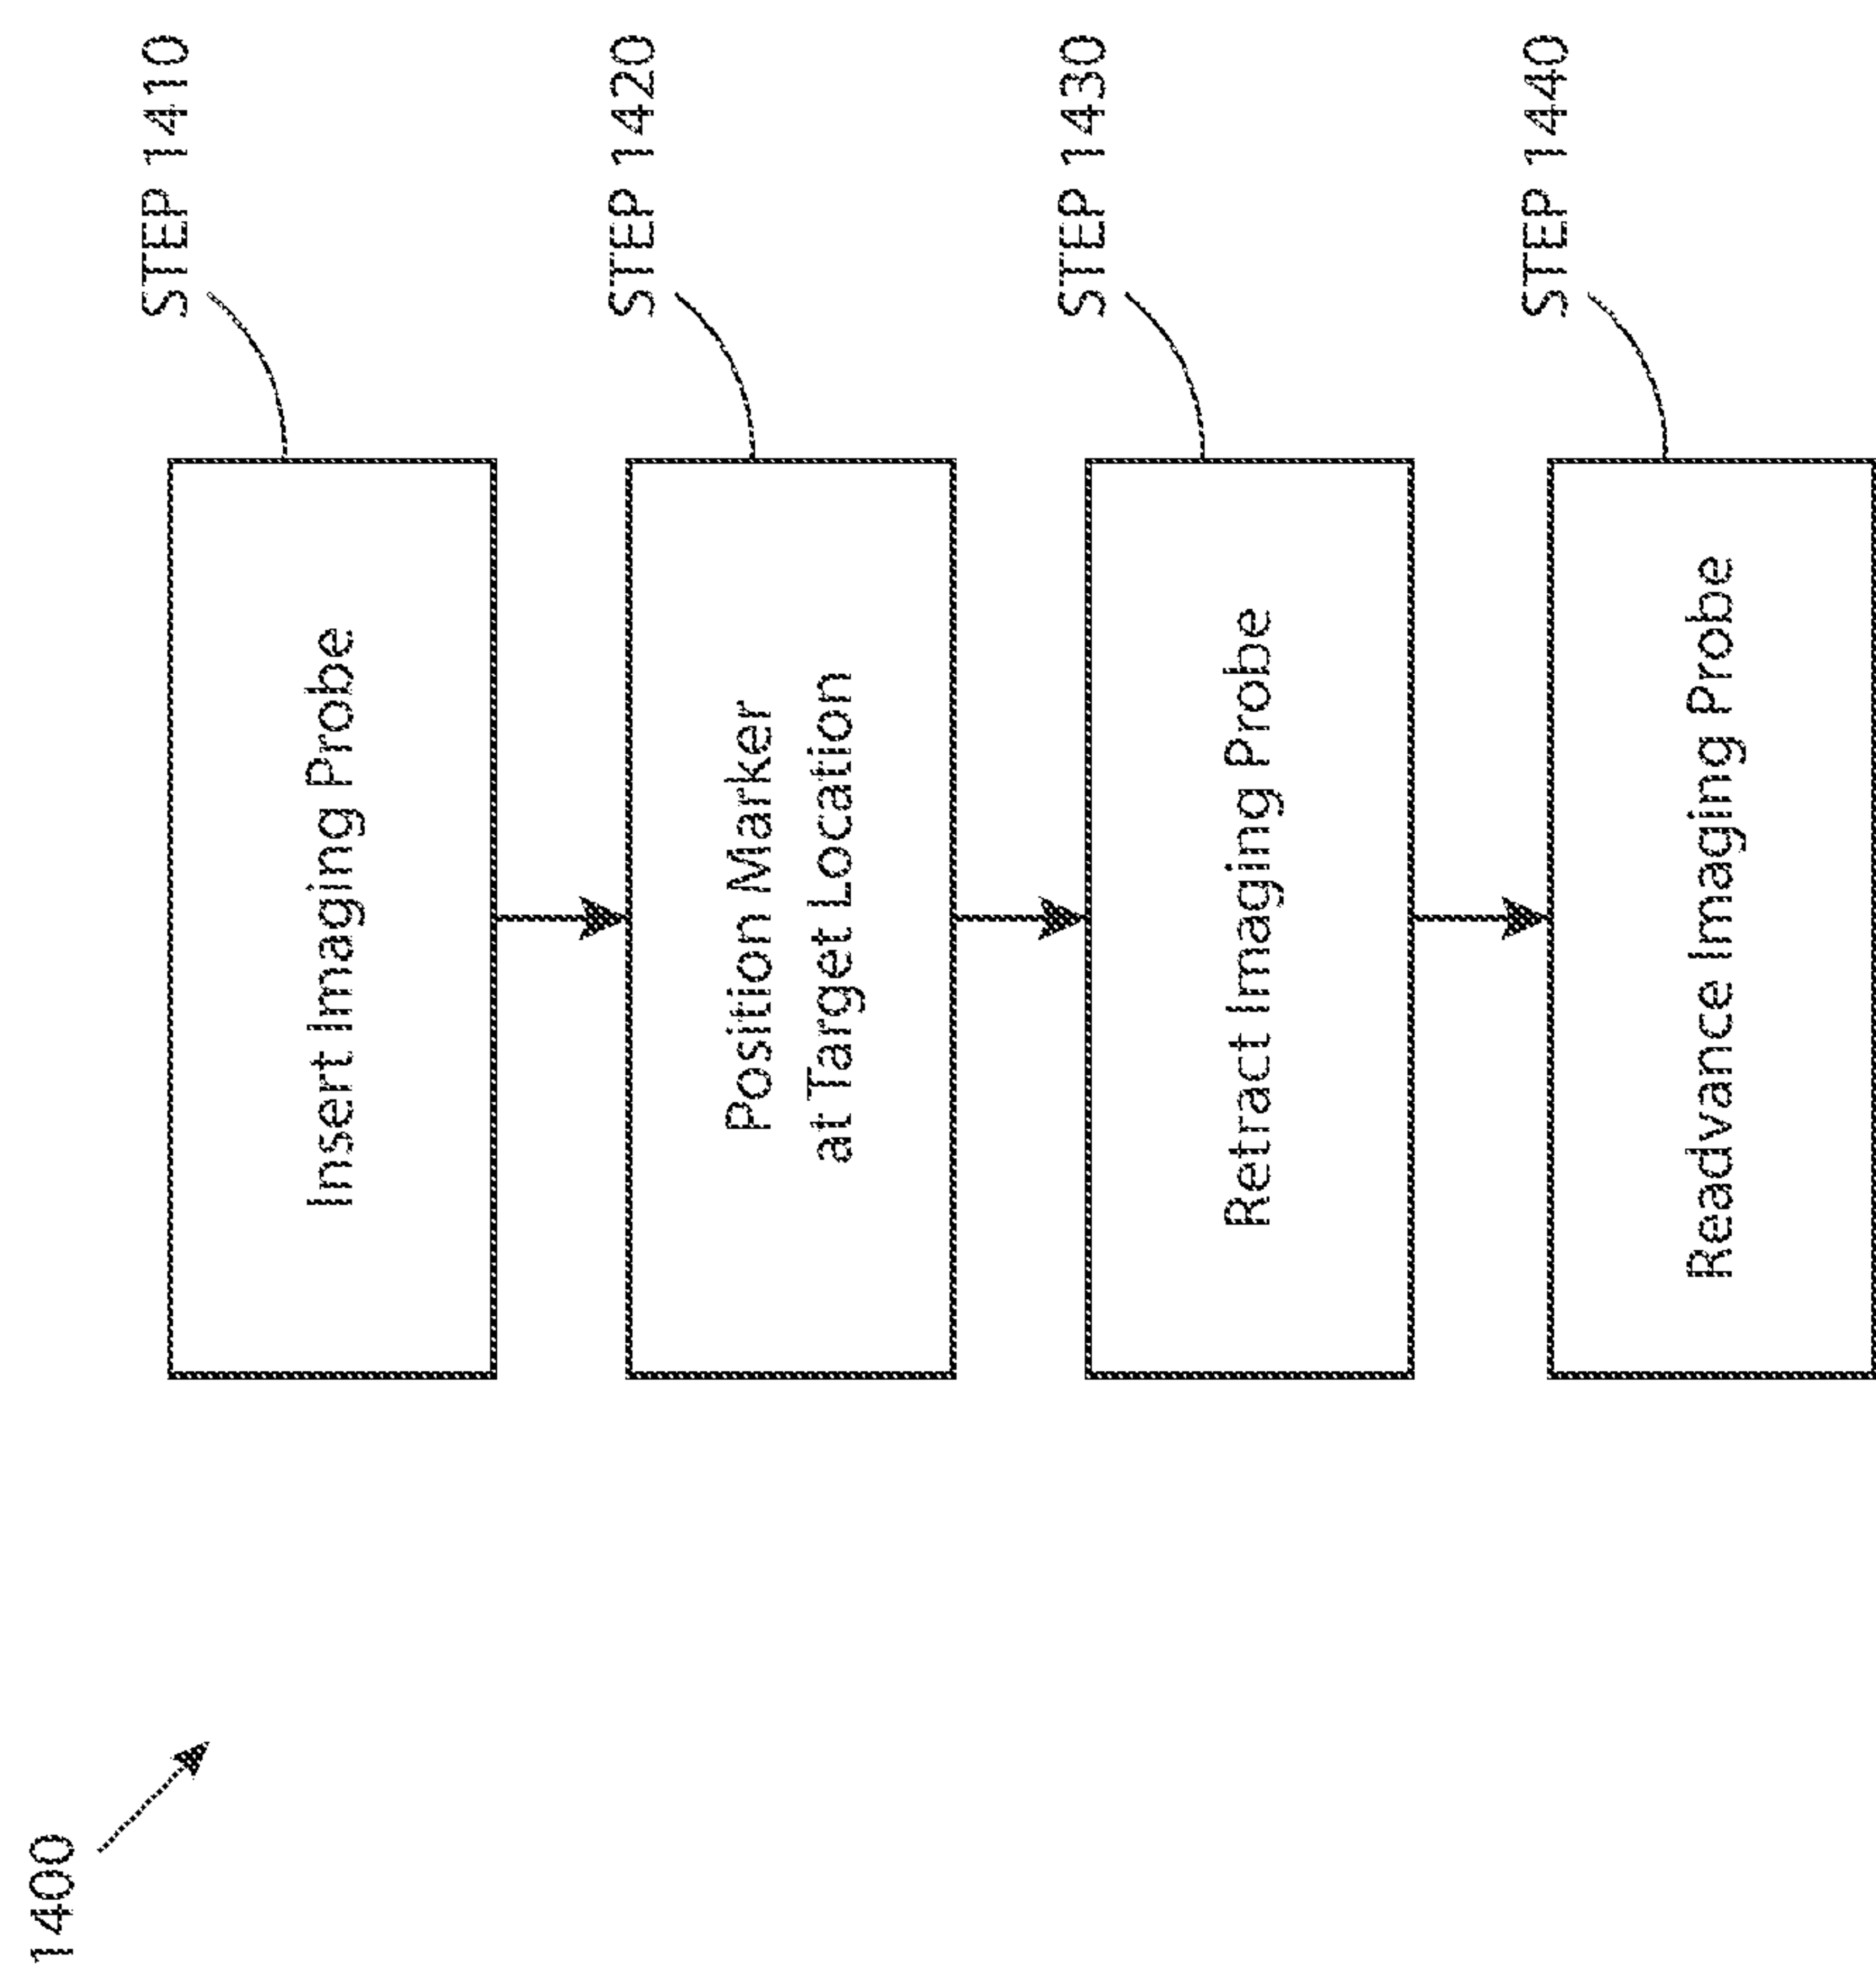 1400
STEP 1410
Insert Imaging Probe
STEP 1420
Position Marker
at Target Location
STEP 1430
Retract Imaging Probe
STEP 1440
Readvance Imaging Probe